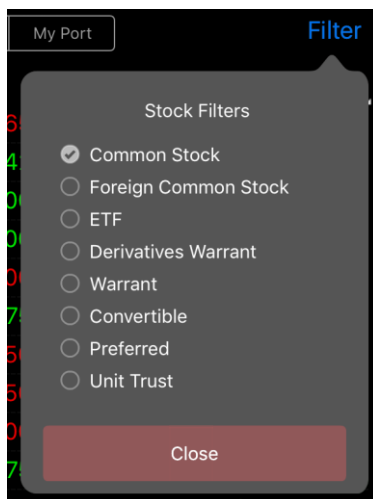 My Port
Filter
Stock Filters
Common Stock
Foreign Common Stock
ETF
Derivatives Warrant
Warrant
Convertible
Preferred
Unit Trust
Close